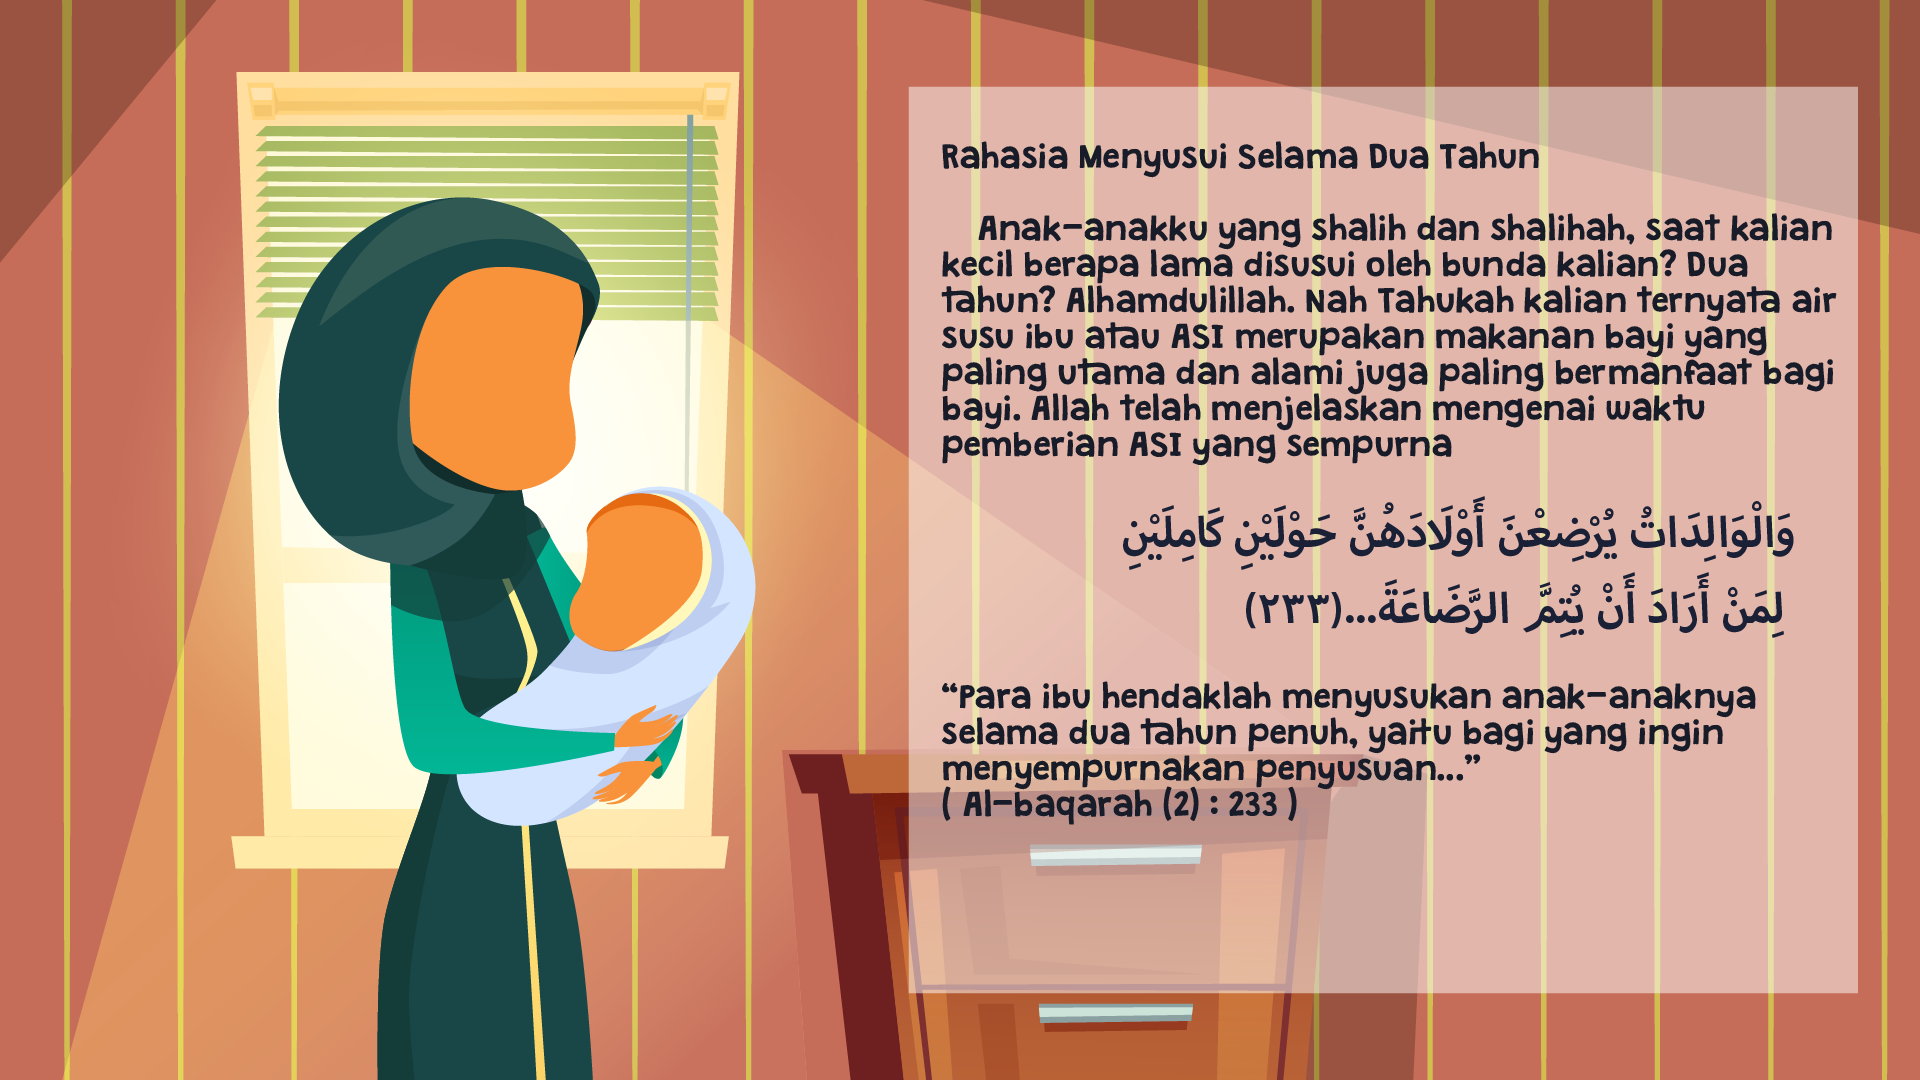 Rahasia Menyusui Selama Dua Tahun
Anak-anakku yang shalih dan shalihah, saat kalian
kecil berapa lama disusui oleh bunda kalian? Dua
tahun? Alhamdulillah. Nah Tahukah kalian ternyata air
susu ibu atau ASI merupakan makanan bayi yang
paling utama dan alami juga paling bermanfaat bagi
bayi. Allah telah menjelaskan mengenai waktu
pemberian ASI yang sempurna
وَالْوَالِدَاتُ يُرْضِعْنَ أَوْلَادَهُنَّ حَوْلَيْنِ كَامِلَيْنِ
لِمَنْ أَرَادَ أَنْ يُتِمَّ الرَّضَاعَةَ...(٢٣٣)
“Para ibu hendaklah menyusukan anak-anaknya
selama dua tahun penuh, yaitu bagi yang ingin
menyempurnakan penyusuan...”
( Al-baqarah (2) : 233 )